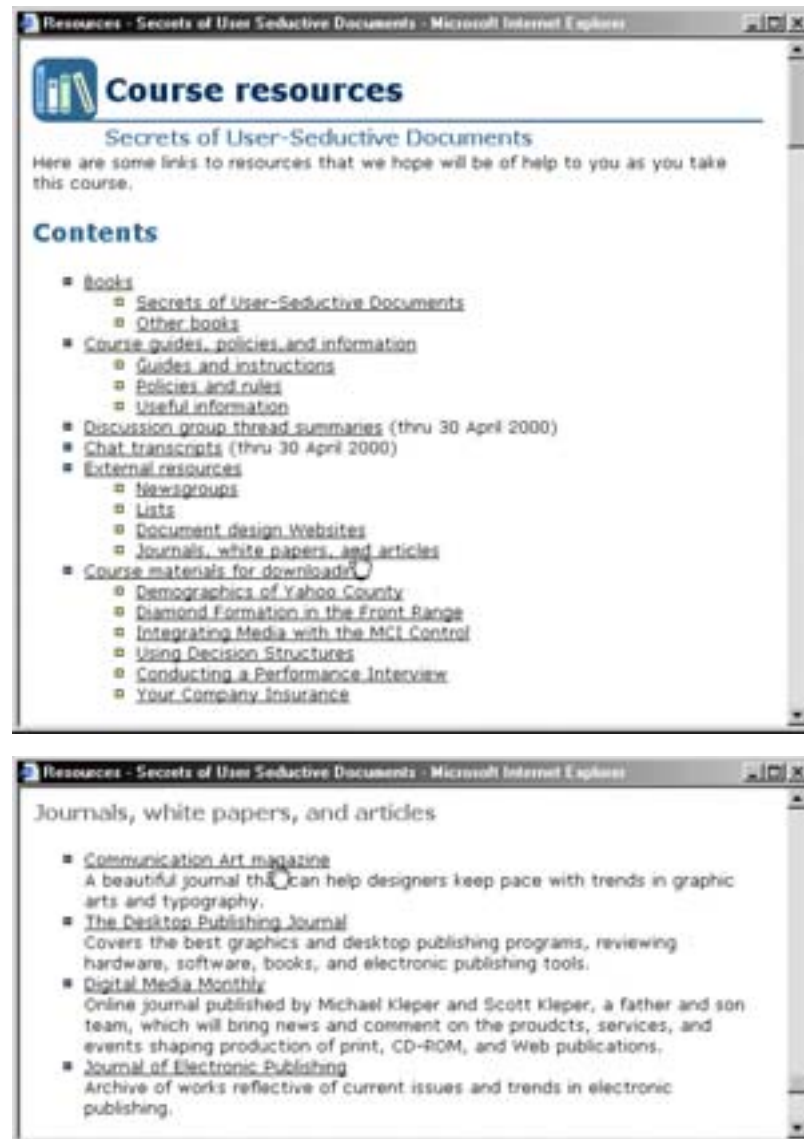 Resources - Secrets of User Seductive Documents - Microsoft Internet Explorer
Course resources
Secrets of User-Seductive Documents
Here are some links to resources that we hope will be of help to you as you take
this course.
Contents
Books
Secrets of User-Seductive Documents
Other books
Course guides, policies,and information
Guides and instructions
Policies and rules
Useful information
Discussion group thread summaries (thru 30 April 2000)
Chat transcripts (thru 30 April 2000)
External resources
Newsgroups
Lists
Document design Websites
Journals, white papers, and articles
Course materials for downloading
Demographics of Yahoo County
Diamond Formation in the Front Range
Integrating Media with the MCI Control
Using Decision Structures
Conducting a Performance Interview
Your Company Insurance
Resources - Secrets of User Seductive Documents - Microsoft Internet Explorer
Journals, white papers, and articles
Communication Art magazine
A beautiful journal that can help designers keep pace with trends in graphic
arts and typography.
The Desktop Publishing Journal
Covers the best graphics and desktop publishing programs, reviewing
hardware, software, books, and electronic publishing tools.
Digital Media Monthly
Online journal published by Michael Kleper and Scott Kleper, a father and son
team, which will bring news and comment on the proudcts, services, and
events shaping production of print, CD-ROM, and Web publications.
Journal of Electronic Publishing
Archive of works reflective of current issues and trends in electronic
publishing.